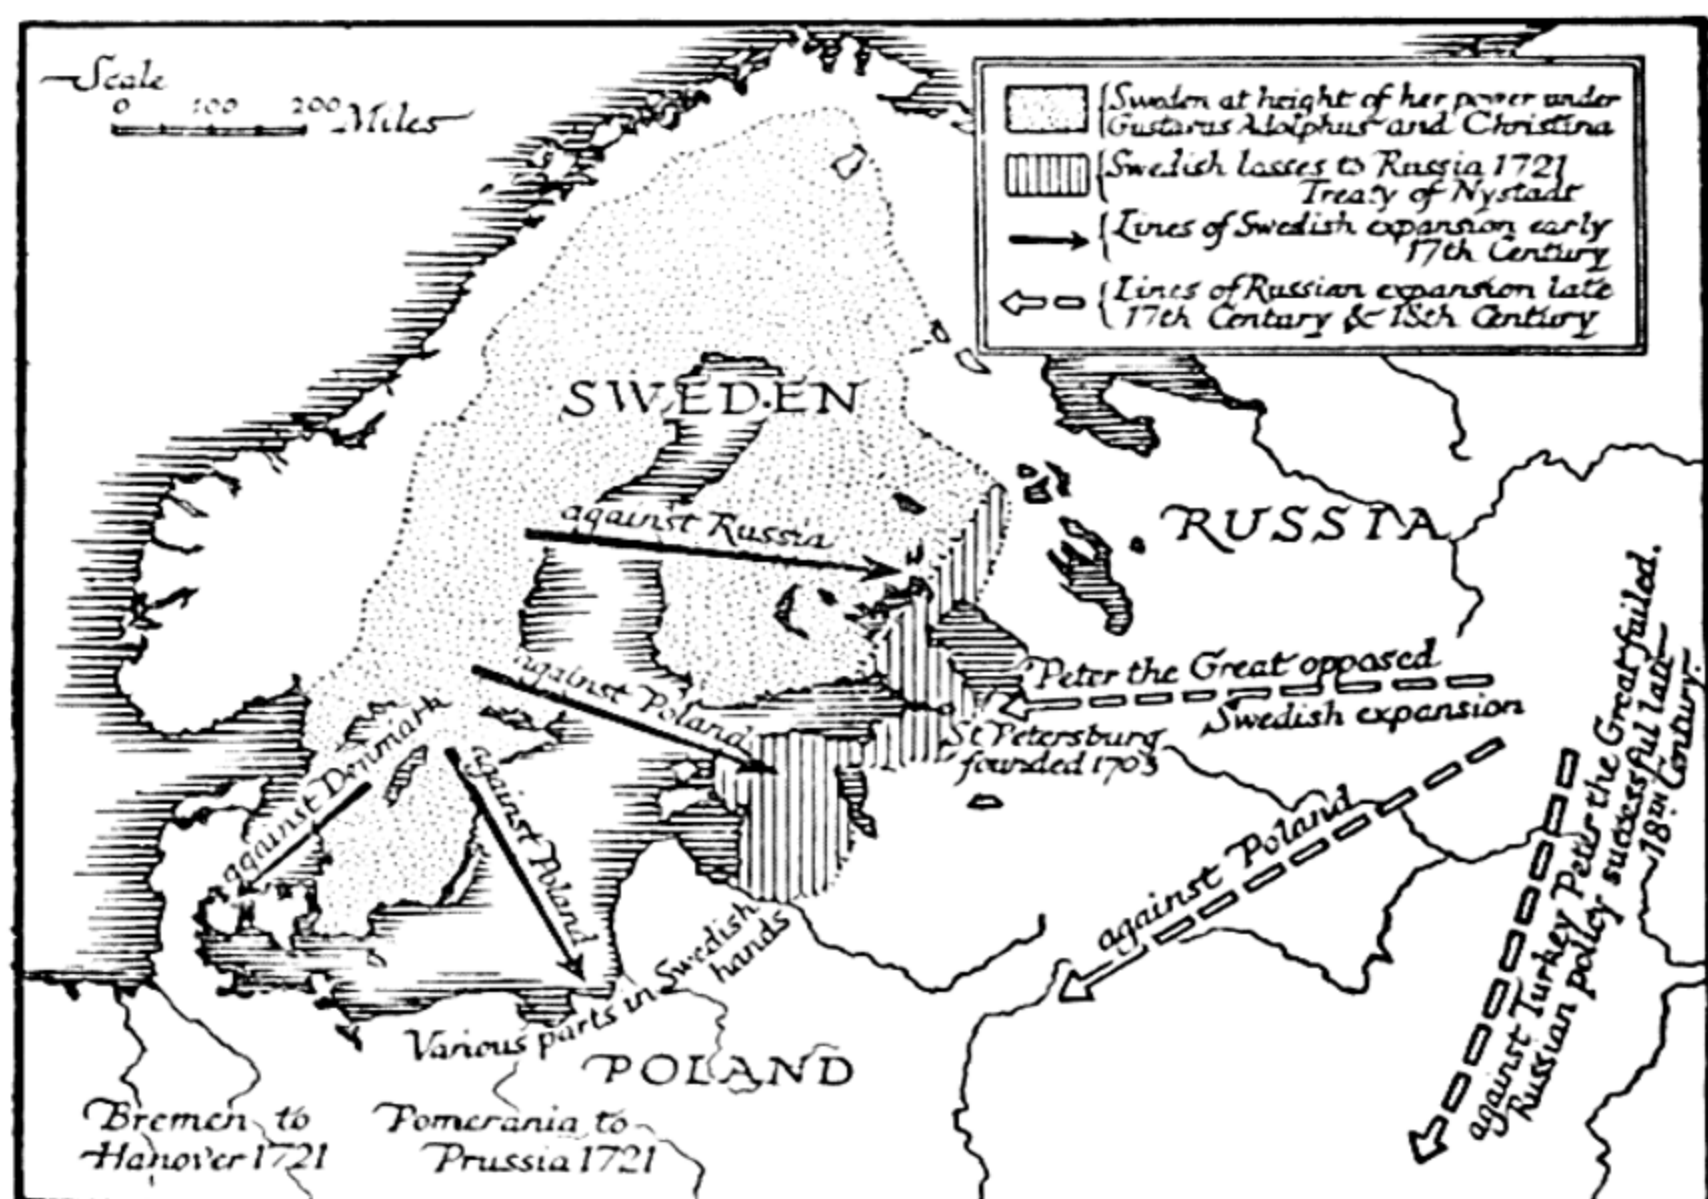 Scale
0 100 200
Miles
Sweden at height of her power under
Gustavus Adolphus and Christina
Swedish losses to Russia 1721
Treaty of Nystadt
Lines of Swedish expansion early
17th Century
Lines of Russian expansion late
17th Century & 18th Century
SWEDEN
RUSSIA
against Russia
against Poland
against Denmark
against Poland
Peter the Great opposed
Swedish expansion
St Petersburg
founded 1703
against Poland
against Turkey Peter the Great failed.
Russian policy successful late
18TH Century
Various parts in Swedish
hands
POLAND
Bremen to
Hanover 1721
Pomerania to
Prussia 1721